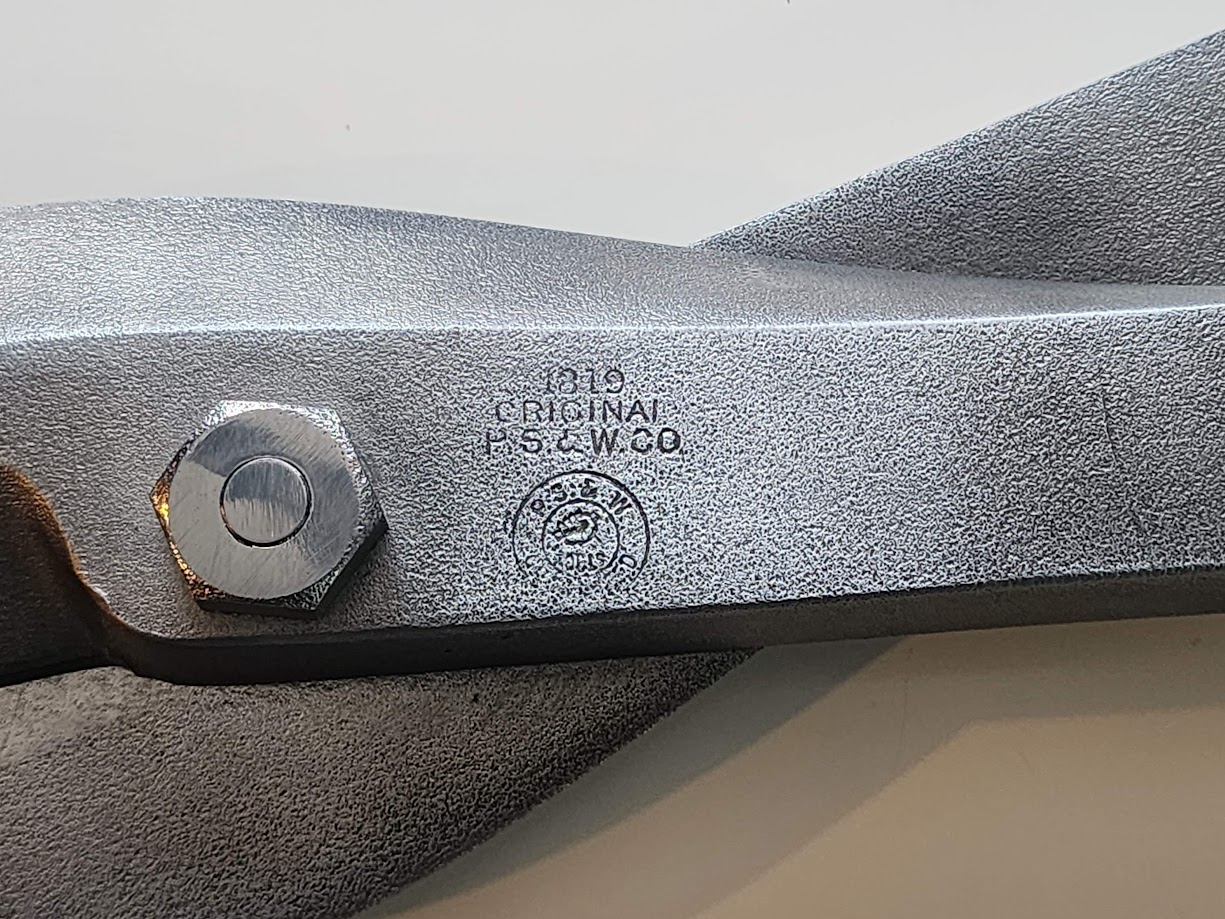 1819
ORIGINAL
P.S.& W.CO.
P.S.& W.